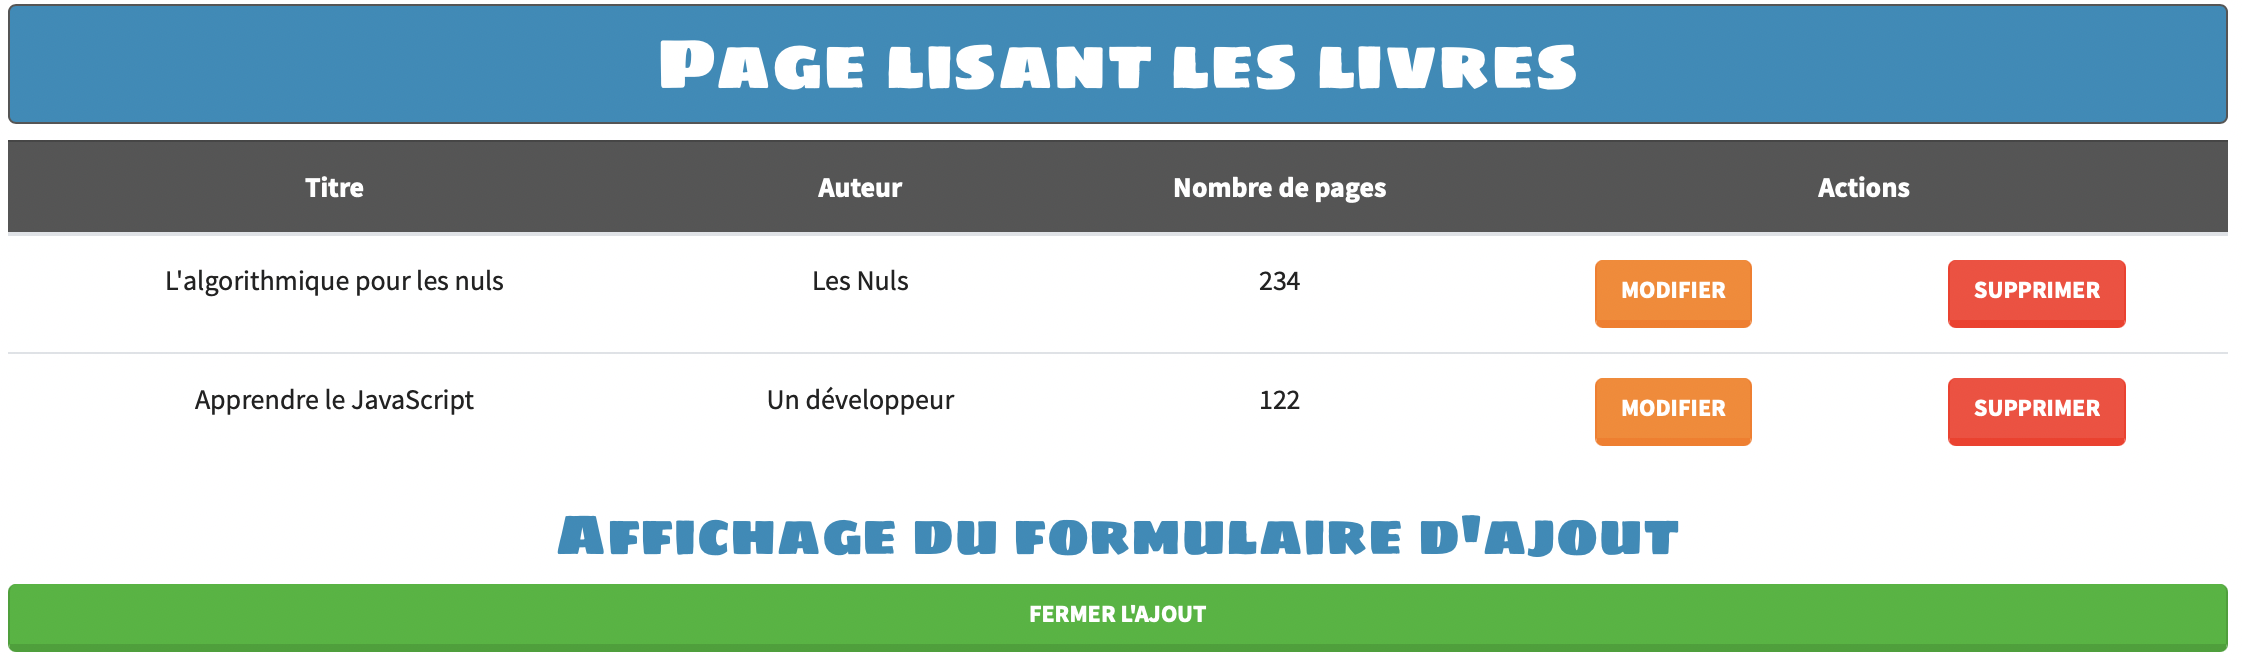 Page lisant les livres
Titre Auteur Nombre de pages Actions
L'algorithmique pour les nuls Les Nuls 234 MODIFIER SUPPRIMER
Apprendre le JavaScript Un développeur 122 MODIFIER SUPPRIMER
Affichage du formulaire d'ajout
FERMER L'AJOUT